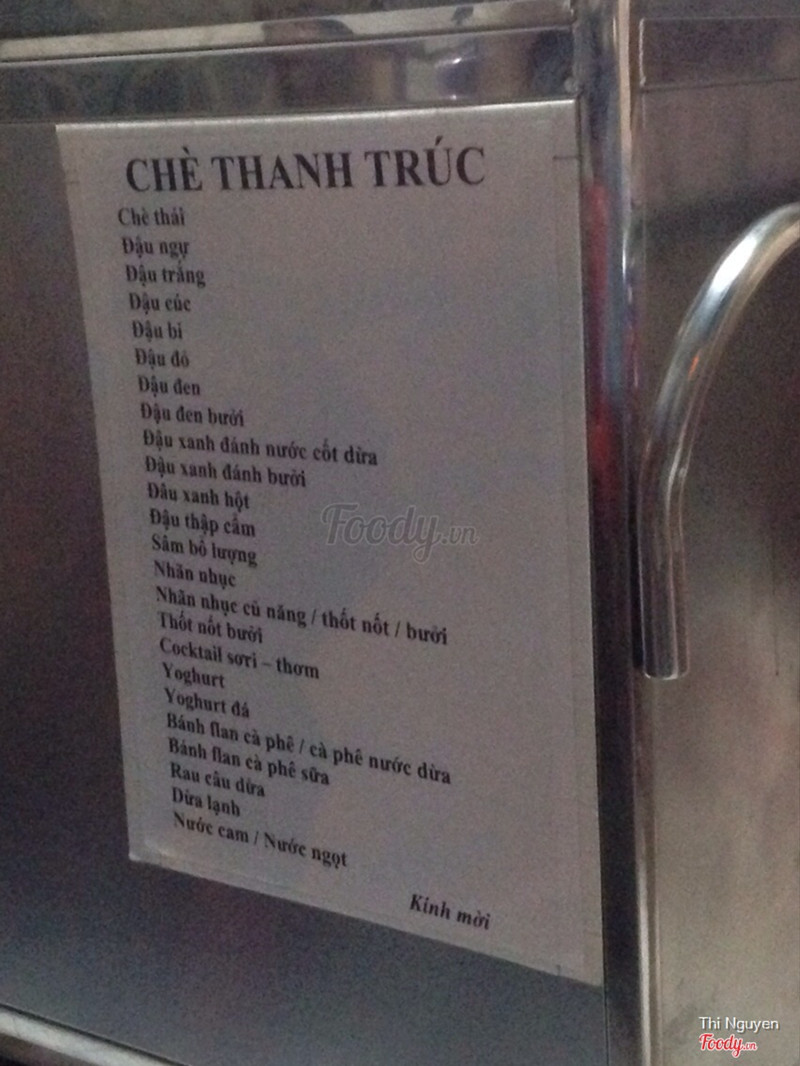 CHÈ THANH TRÚC
Chè thái
Đậu ngự
Đậu trắng
Đậu cúc
Đậu bi
Đậu đỏ
Đậu đen
Đậu đen bưởi
Đậu xanh đánh nước cốt dừa
Đậu xanh đánh bưởi
Đâu xanh hột
Đậu thập cẩm
Sâm bổ lượng
Nhãn nhục
Nhãn nhục củ năng / thốt nốt / bưởi
Thốt nốt bưởi
Cocktail sơri – thơm
Yoghurt
Yoghurt đá
Bánh flan cà phê / cà phê nước dừa
Bánh flan cà phê sữa
Rau câu dừa
Dừa lạnh
Nước cam / Nước ngọt
Kính mời
Foody.vn
Thi Nguyen
Foody.vn